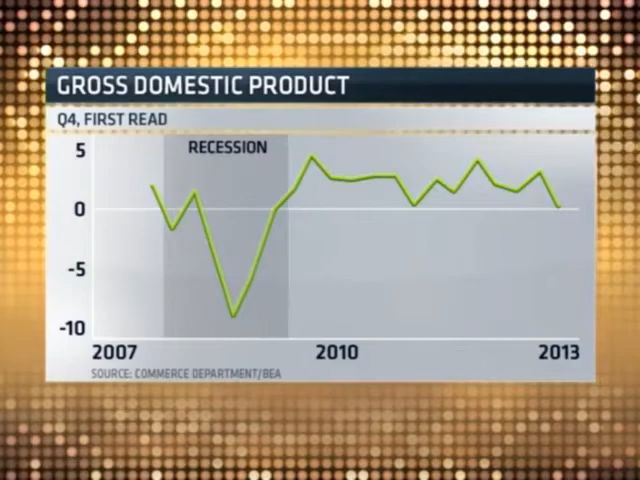 GROSS DOMESTIC PRODUCT
Q4, FIRST READ
RECESSION
5
0
-5
-10
2007 2010 2013
SOURCE: COMMERCE DEPARTMENT/BEA